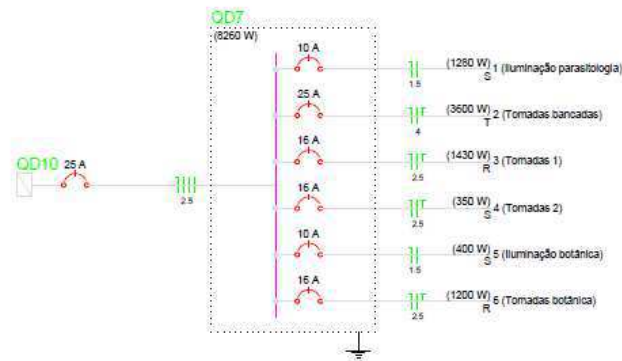 QD7
(8260 W)
10 A
(1280 W) 1 (Iluminação parasitologia)
S
1.5
25 A
(3600 W) 2 (Tomadas bancadas)
T
4
16 A
(1430 W) 3 (Tomadas 1)
R
2.5
QD10 25 A
2.5
16 A
(350 W) 4 (Tomadas 2)
S
2.5
10 A
(400 W) 5 (Iluminação botânica)
S
1.5
16 A
(1200 W) 6 (Tomadas botânica)
R
2.5